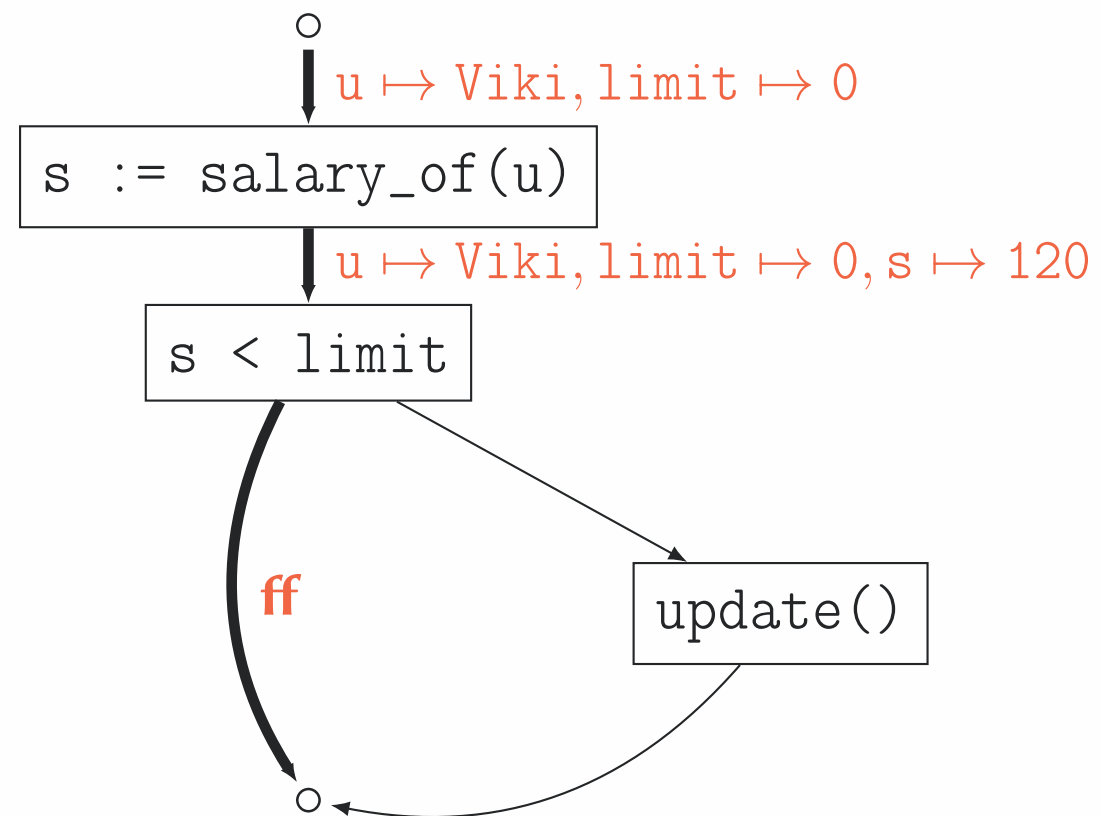 u ↦ Viki, limit ↦ 0
s := salary_of(u)
u ↦ Viki, limit ↦ 0, s ↦ 120
s < limit
ff
update()